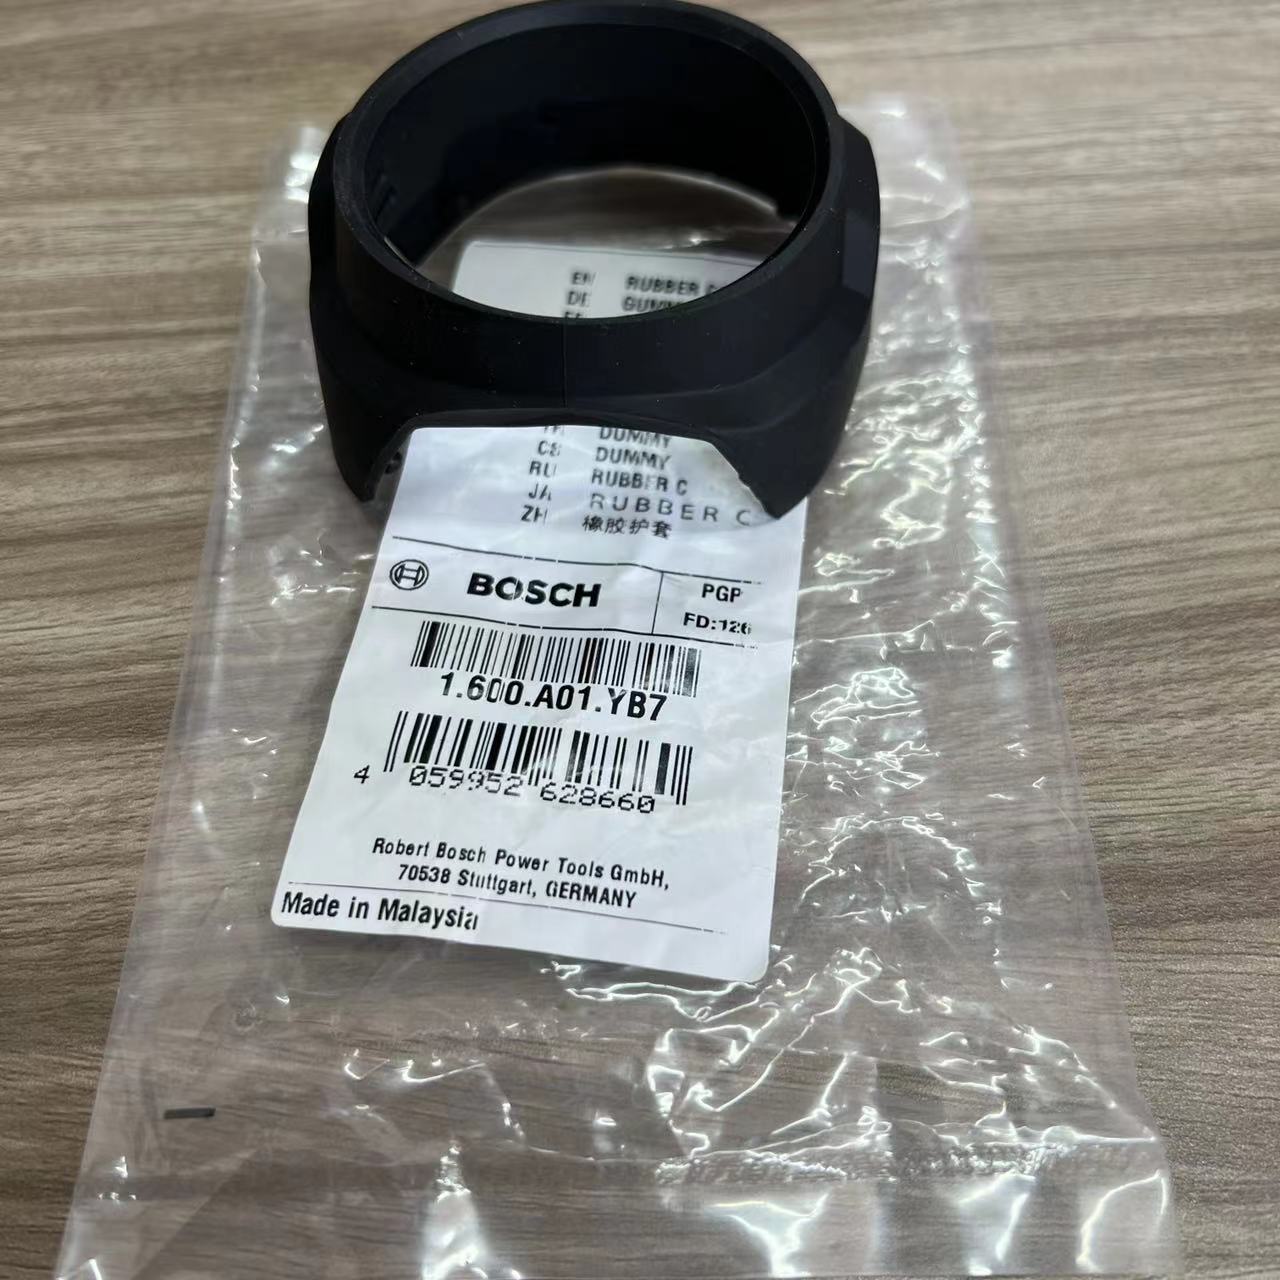 EN RUBBER
DE
DUMMY
CS DUMMY
RU RUBBER C
JA RUBBER C
ZH 橡胶护套
BOSCH
PGP
FD:126
1.600.A01.YB7
4 059952 628660
Robert Bosch Power Tools GmbH,
70538 Stuttgart, GERMANY
Made in Malaysia